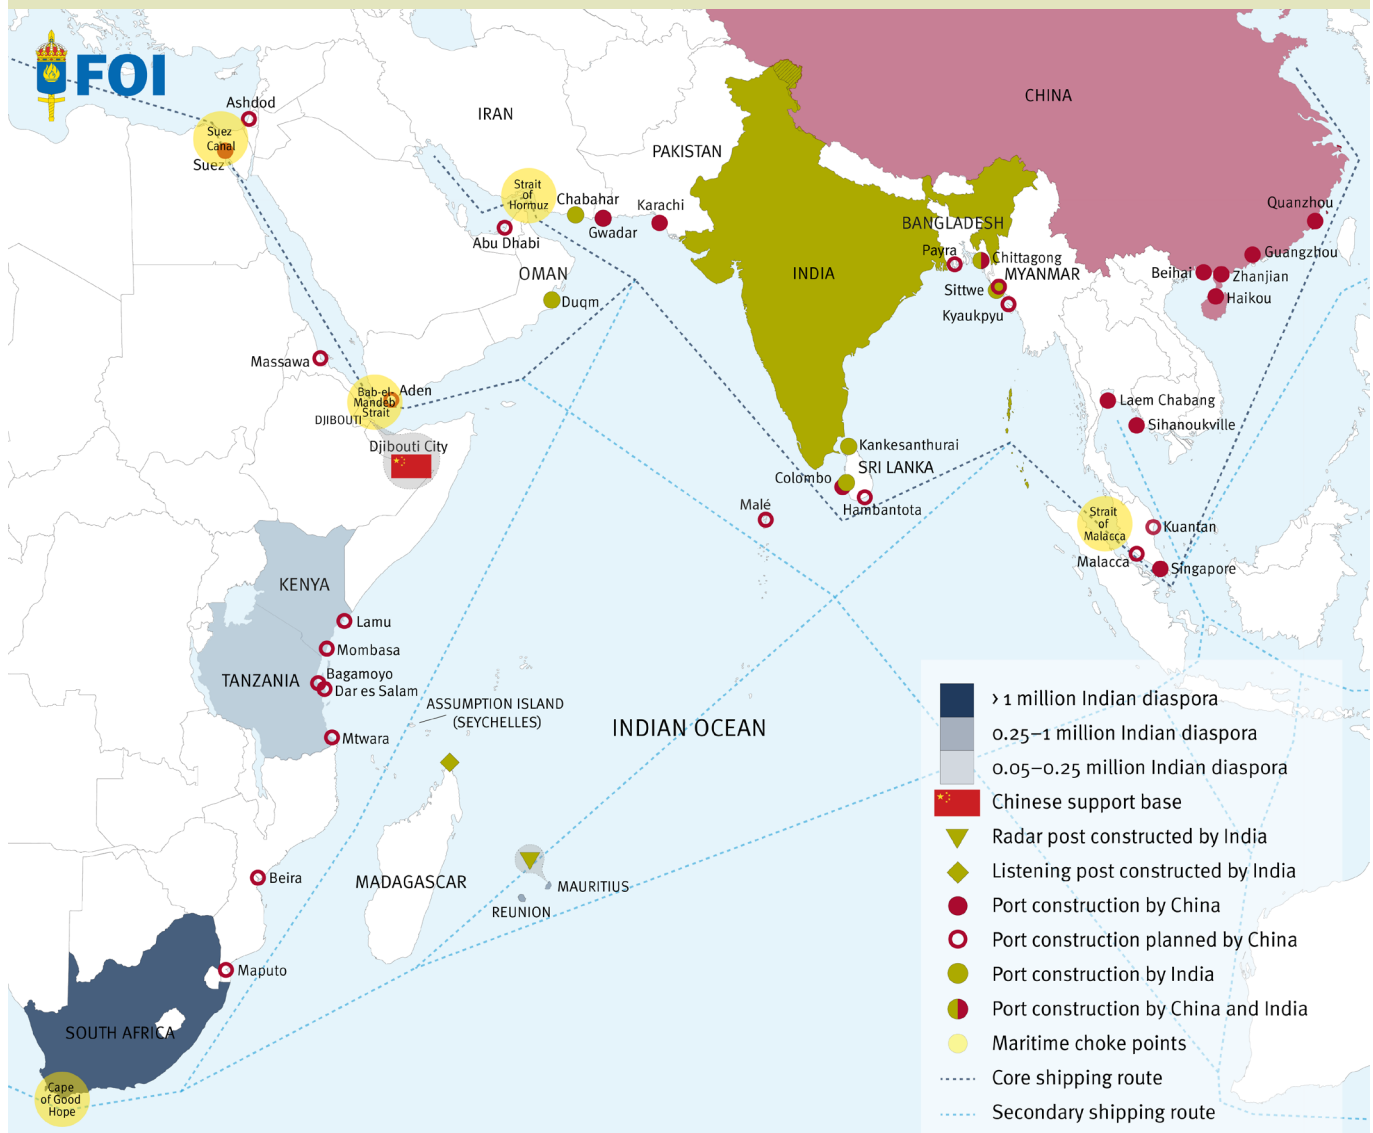 FOI
Ashdod
Suez
Canal
Suez
IRAN
PAKISTAN
CHINA
Strait
of
Hormuz
Chabahar
Gwadar
Karachi
Abu Dhabi
OMAN
Duqm
INDIA
BANGLADESH
Payra
Chittagong
MYANMAR
Sittwe
Kyaukpyu
Quanzhou
Guangzhou
Beihai
Zhanjian
Haikou
Massawa
Bab-el-
Mandeb
Strait
Aden
DJIBOUTI
Djibouti City
Laem Chabang
Sihanoukville
Kankesanthurai
SRI LANKA
Colombo
Hambantota
Malé
Strait
of
Malacca
Kuantan
Malacca
Singapore
KENYA
Lamu
Mombasa
TANZANIA
Bagamoyo
Dar es Salam
Mtwara
ASSUMPTION ISLAND
(SEYCHELLES)
INDIAN OCEAN
MADAGASCAR
MAURITIUS
REUNION
Beira
Maputo
SOUTH AFRICA
Cape
of Good
Hope
> 1 million Indian diaspora
0.25–1 million Indian diaspora
0.05–0.25 million Indian diaspora
Chinese support base
Radar post constructed by India
Listening post constructed by India
Port construction by China
Port construction planned by China
Port construction by India
Port construction by China and India
Maritime choke points
Core shipping route
Secondary shipping route